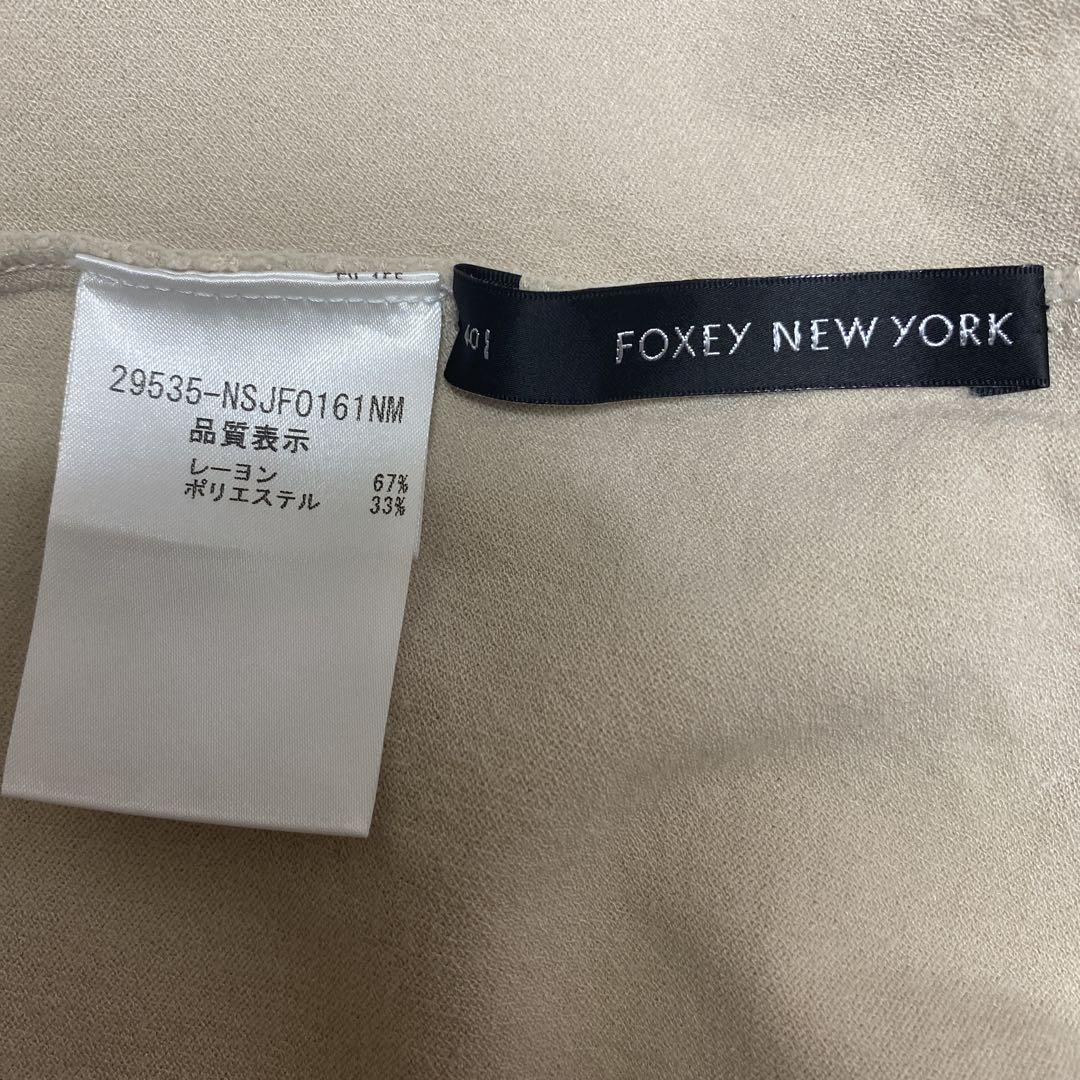 29535-NSJF0161NM
品質表示
レーヨン 67%
ポリエステル 33%
40
FOXEY NEW YORK